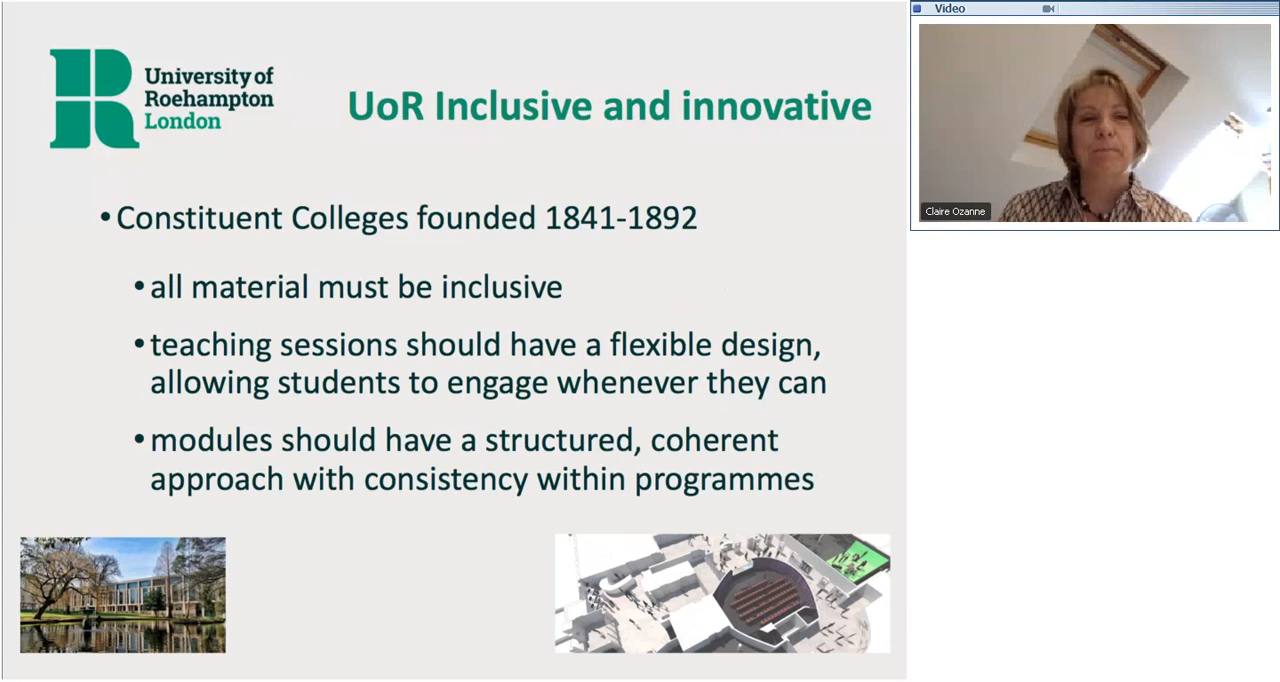 University of
Roehampton
London
UoR Inclusive and innovative
• Constituent Colleges founded 1841-1892
• all material must be inclusive
• teaching sessions should have a flexible design,
allowing students to engage whenever they can
• modules should have a structured, coherent
approach with consistency within programmes
Video
Claire Ozanne